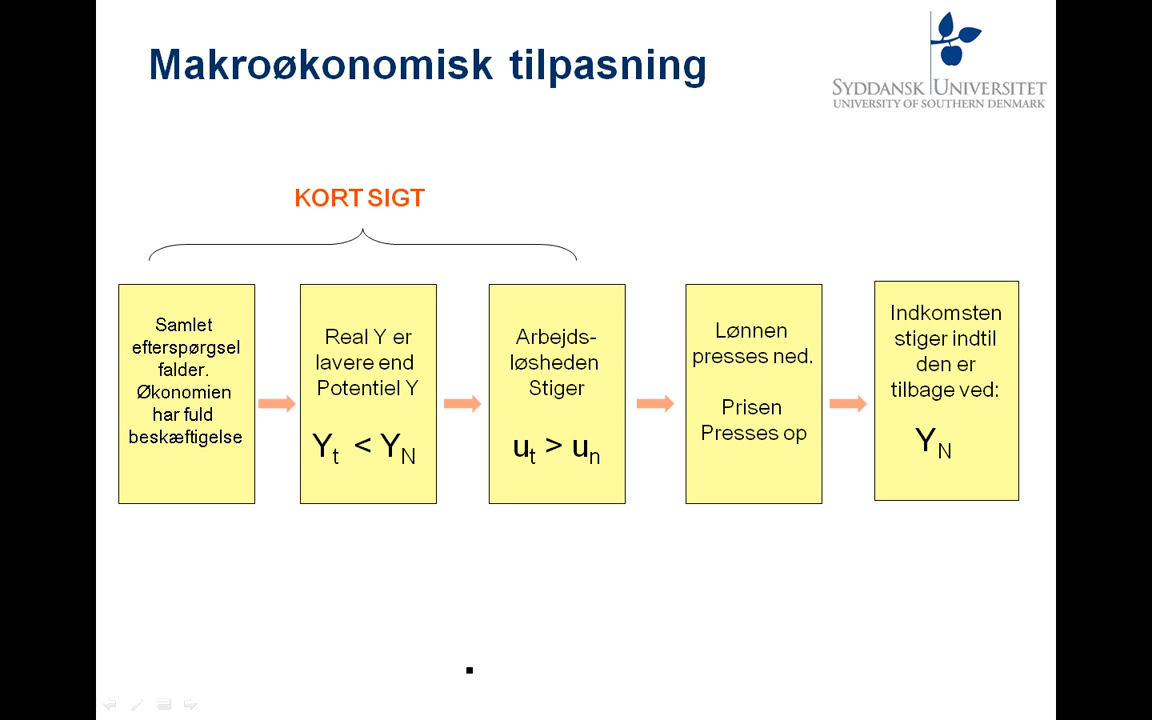 Makroøkonomisk tilpasning
SYDDANSK UNIVERSITET
UNIVERSITY OF SOUTHERN DENMARK
KORT SIGT
Samlet
efterspørgsel
falder.
Økonomien
har fuld
beskæftigelse
Real Y er
lavere end
Potentiel Y
Yt < YN
Arbejds-
løsheden
Stiger
ut > un
Lønnen
presses ned.
Prisen
Presses op
Indkomsten
stiger indtil
den er
tilbage ved:
YN